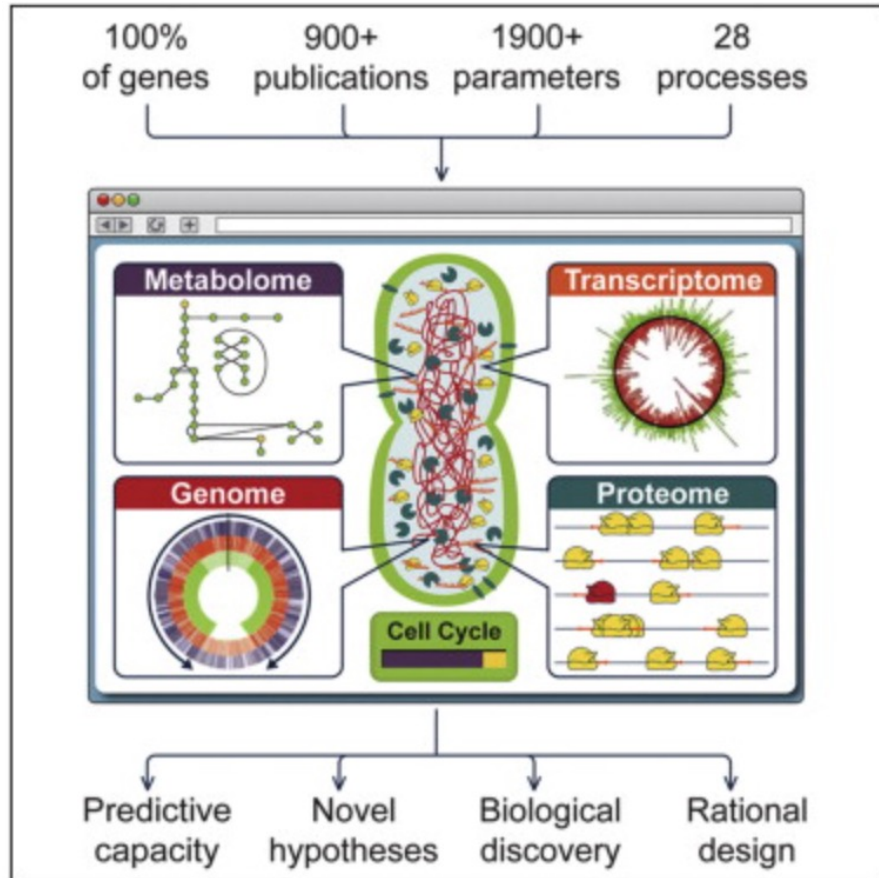 100%
of genes
900+
publications
1900+
parameters
28
processes
Metabolome
Transcriptome
Genome
Proteome
Cell Cycle
Predictive
capacity
Novel
hypotheses
Biological
discovery
Rational
design